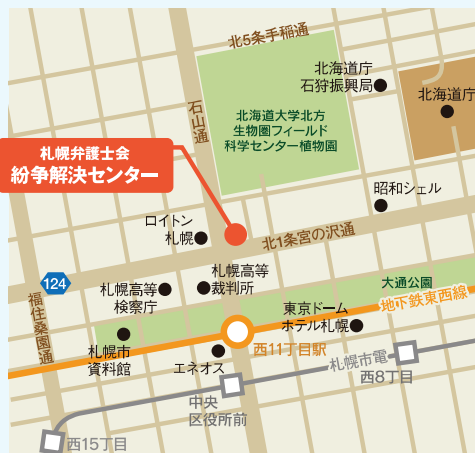 北5条手稲通
北海道庁
石狩振興局
北海道庁
石山通
北海道大学北方
生物圏フィールド
科学センター植物園
札幌弁護士会
紛争解決センター
昭和シェル
ロイトン
札幌
北1条宮の沢通
124
札幌高等
検察庁
札幌高等
裁判所
大通公園
地下鉄東西線
福住桑園通
東京ドーム
ホテル札幌
札幌市
資料館
エネオス
西11丁目駅
札幌市電
西8丁目
中央
区役所前
西15丁目